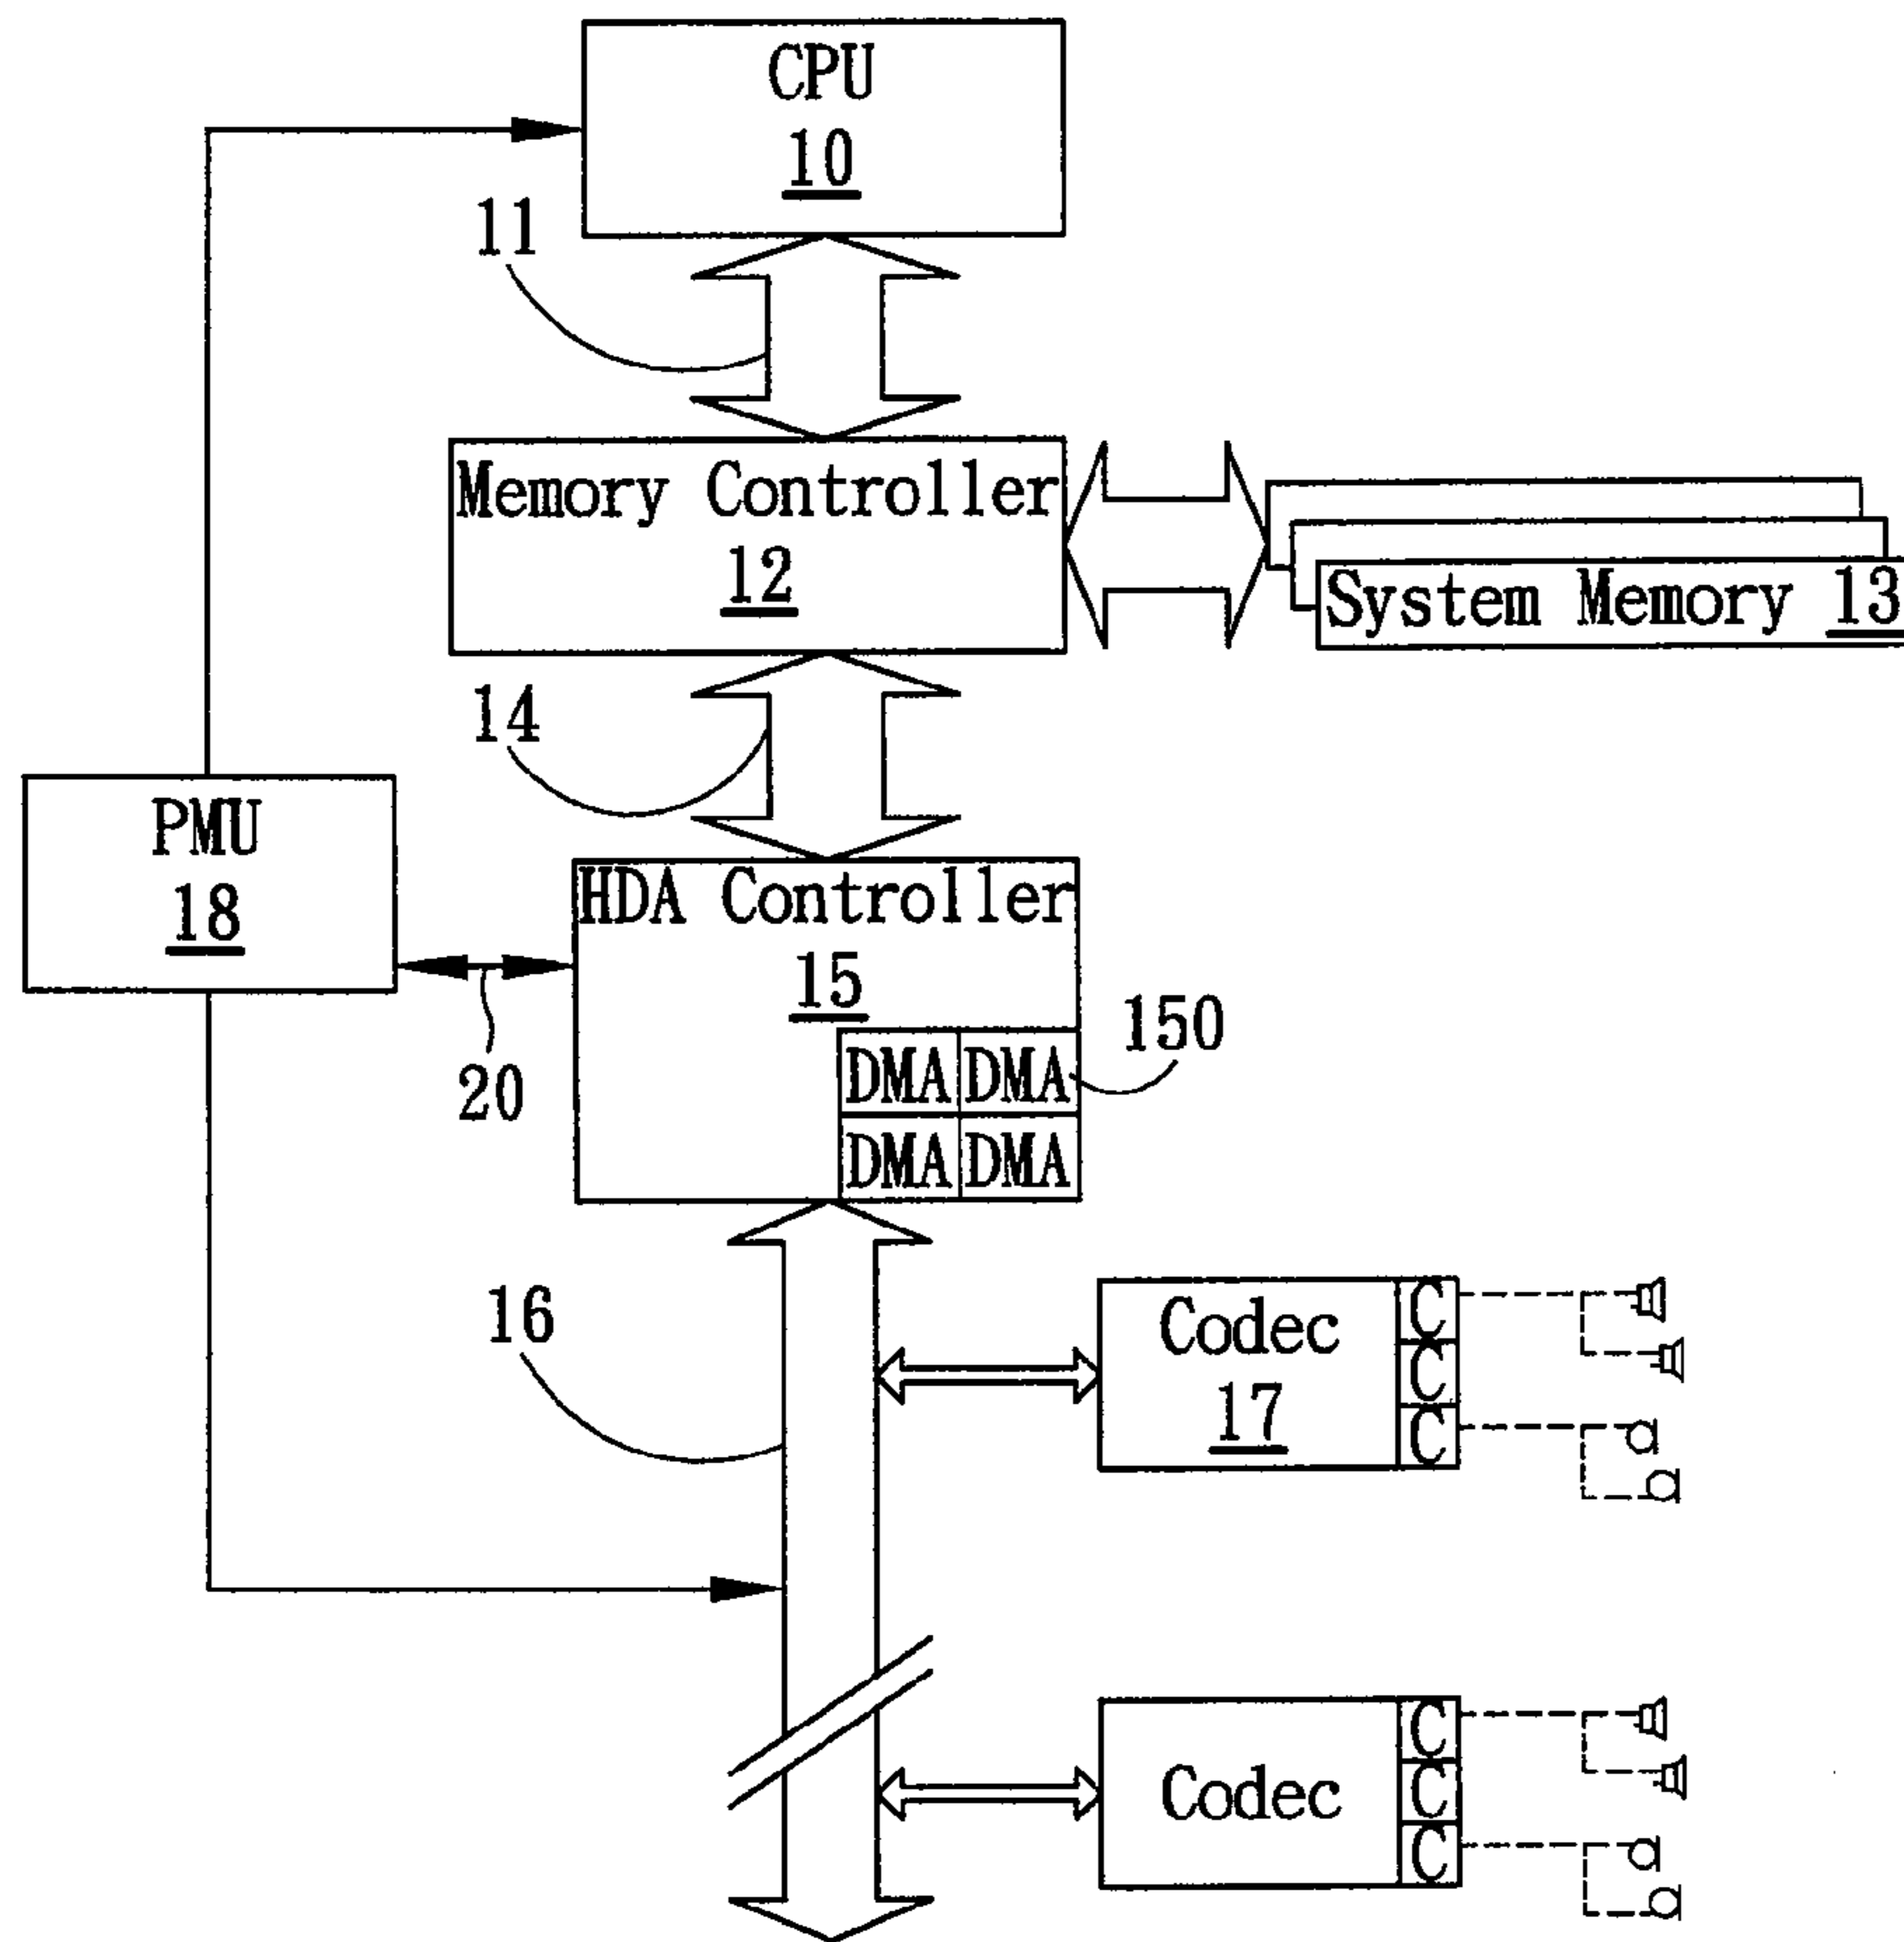 CPU
10
11
Memory Controller
12
System Memory 13
14
PMU
18
HDA Controller
15
150
DMA DMA
20
DMA DMA
16
Codec
17
C
C
C
Codec
C
C
C